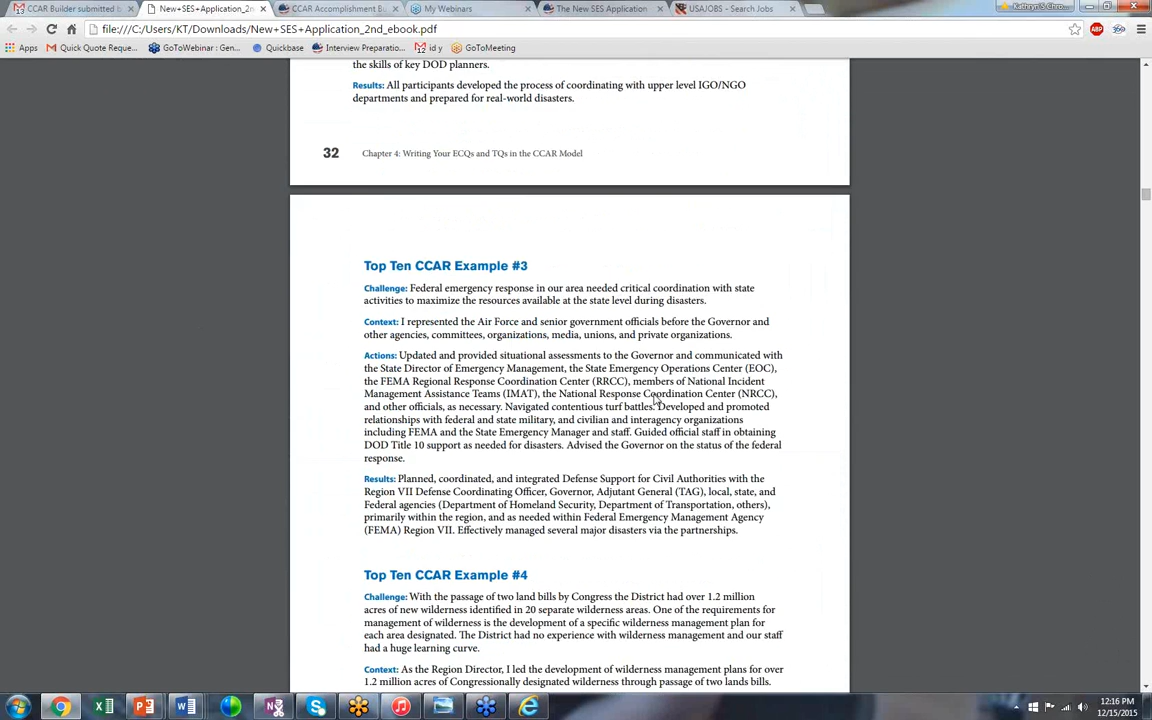 CCAR Builder submitted b
New+SES+Application_2n
CCAR Accomplishment Bu
My Webinars
The New SES Application
USAJOBS - Search Jobs
Kathryn S Chro...
file:///C:/Users/KT/Downloads/New+SES+Application_2nd_ebook.pdf
Apps
Quick Quote Reque...
GoToWebinar : Gen...
Quickbase
Interview Preparatio...
id y
GoToMeeting
the skills of key DOD planners.
Results: All participants developed the process of coordinating with upper level IGO/NGO
departments and prepared for real-world disasters.
32 Chapter 4: Writing Your ECQs and TQs in the CCAR Model
Top Ten CCAR Example #3
Challenge: Federal emergency response in our area needed critical coordination with state
activities to maximize the resources available at the state level during disasters.
Context: I represented the Air Force and senior government officials before the Governor and
other agencies, committees, organizations, media, unions, and private organizations.
Actions: Updated and provided situational assessments to the Governor and communicated with
the State Director of Emergency Management, the State Emergency Operations Center (EOC),
the FEMA Regional Response Coordination Center (RRCC), members of National Incident
Management Assistance Teams (IMAT), the National Response Coordination Center (NRCC),
and other officials, as necessary. Navigated contentious turf battles. Developed and promoted
relationships with federal and state military, and civilian and interagency organizations
including FEMA and the State Emergency Manager and staff. Guided official staff in obtaining
DOD Title 10 support as needed for disasters. Advised the Governor on the status of the federal
response.
Results: Planned, coordinated, and integrated Defense Support for Civil Authorities with the
Region VII Defense Coordinating Officer, Governor, Adjutant General (TAG), local, state, and
Federal agencies (Department of Homeland Security, Department of Transportation, others),
primarily within the region, and as needed within Federal Emergency Management Agency
(FEMA) Region VII. Effectively managed several major disasters via the partnerships.
Top Ten CCAR Example #4
Challenge: With the passage of two land bills by Congress the District had over 1.2 million
acres of new wilderness identified in 20 separate wilderness areas. One of the requirements for
management of wilderness is the development of a specific wilderness management plan for
each area designated. The District had no experience with wilderness management and our staff
had a huge learning curve.
Context: As the Region Director, I led the development of wilderness management plans for over
1.2 million acres of Congressionally designated wilderness through passage of two lands bills.
12:16 PM
12/15/2015